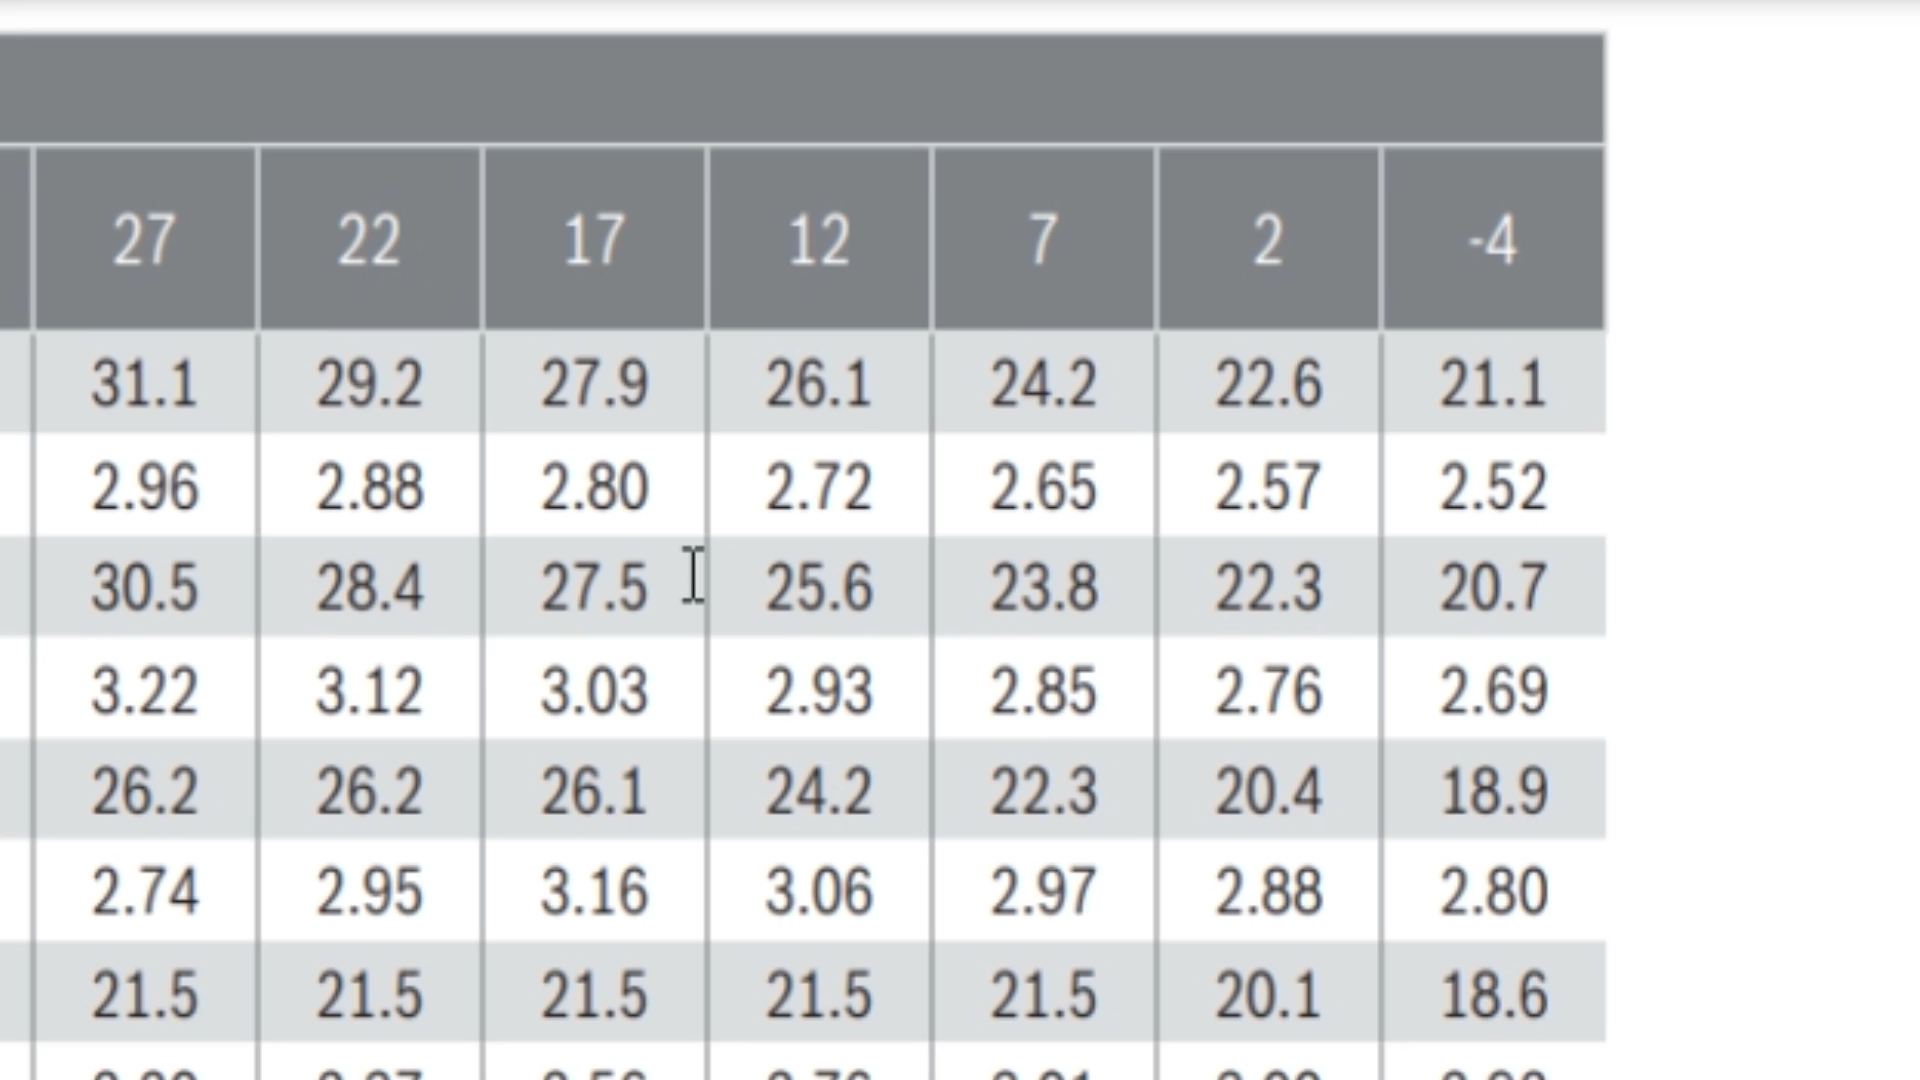 27 22 17 12 7 2 -4
31.1 29.2 27.9 26.1 24.2 22.6 21.1
2.96 2.88 2.80 2.72 2.65 2.57 2.52
30.5 28.4 27.5 25.6 23.8 22.3 20.7
3.22 3.12 3.03 2.93 2.85 2.76 2.69
26.2 26.2 26.1 24.2 22.3 20.4 18.9
2.74 2.95 3.16 3.06 2.97 2.88 2.80
21.5 21.5 21.5 21.5 21.5 20.1 18.6